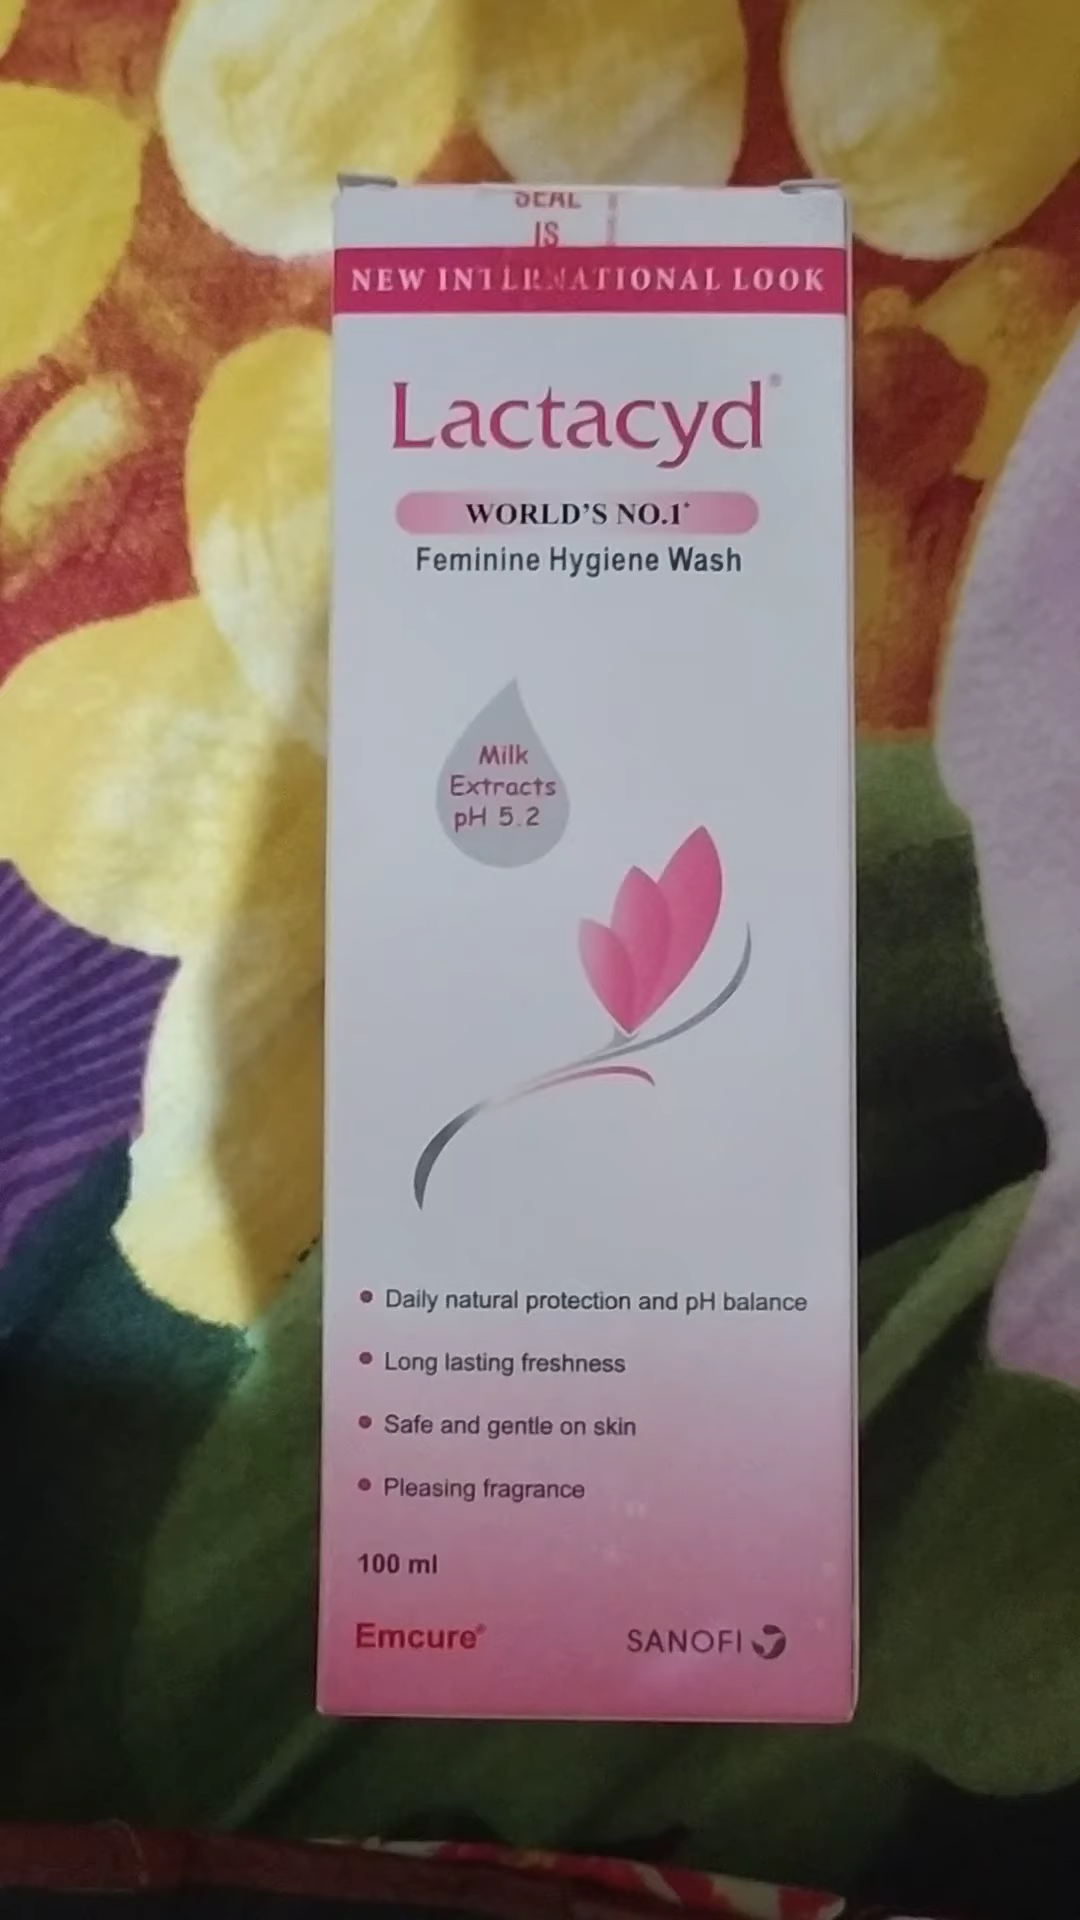 SEAL
IS
NEW INTERNATIONAL LOOK
Lactacyd®
WORLD'S NO.1*
Feminine Hygiene Wash
Milk
Extracts
pH 5.2
• Daily natural protection and pH balance
• Long lasting freshness
• Safe and gentle on skin
• Pleasing fragrance
100 ml
Emcure®
SANOFI